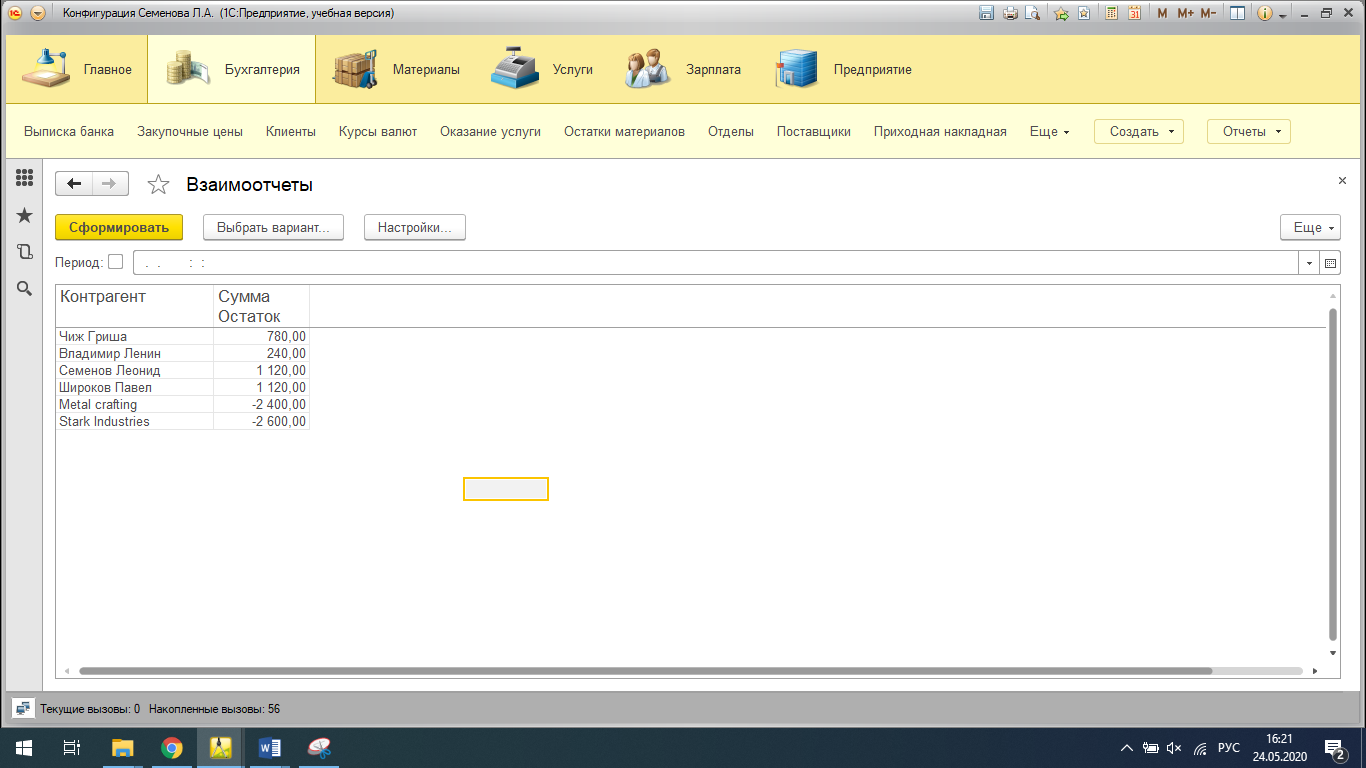 Конфигурация Семенова Л.А. (1С:Предприятие, учебная версия)
M M+ M-
Главное Бухгалтерия Материалы Услуги Зарплата Предприятие
Выписка банка Закупочные цены Клиенты Курсы валют Оказание услуги Остатки материалов Отделы Поставщики Приходная накладная Еще Создать Отчеты
Взаимоотчеты
Сформировать Выбрать вариант... Настройки... Еще
Период: . . : :
Контрагент Сумма Остаток
Чиж Гриша 780,00
Владимир Ленин 240,00
Семенов Леонид 1 120,00
Широков Павел 1 120,00
Metal crafting -2 400,00
Stark Industries -2 600,00
Текущие вызовы: 0 Накопленные вызовы: 56
РУС
16:21
24.05.2020
2